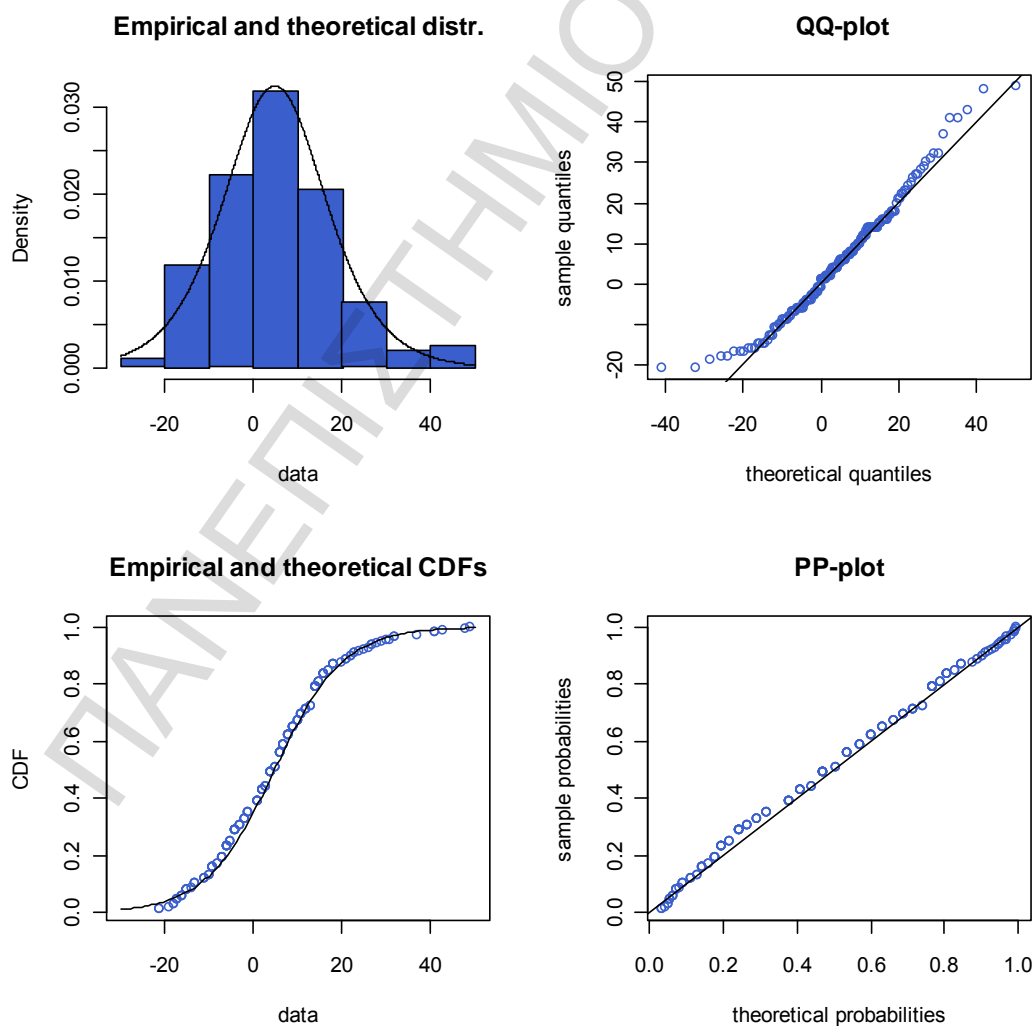 Empirical and theoretical distr.
Density
0.000
0.010
0.020
0.030
-20 0 20 40
data
QQ-plot
sample quantiles
-20
0
10
20
30
40
50
-40 -20 0 20 40
theoretical quantiles
Empirical and theoretical CDFs
CDF
0.0
0.2
0.4
0.6
0.8
1.0
-20 0 20 40
data
PP-plot
sample probabilities
0.0
0.2
0.4
0.6
0.8
1.0
0.0 0.2 0.4 0.6 0.8 1.0
theoretical probabilities
ΠΑΝΕΠΙΣΤΗΜΙΟ